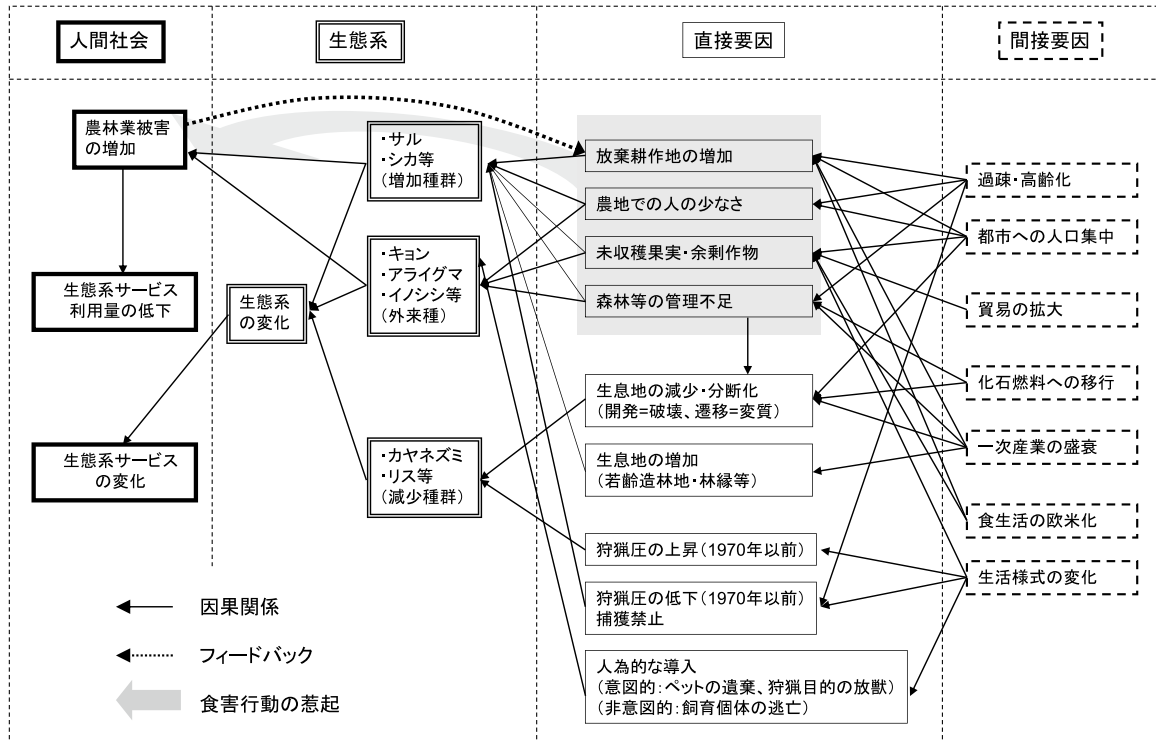 人間社会
生態系
直接要因
間接要因
農林業被害
の増加
生態系サービス
利用量の低下
生態系サービス
の変化
生態系
の変化
・サル
・シカ等
(増加種群)
・キョン
・アライグマ
・イノシシ等
(外来種)
・カヤネズミ
・リス等
(減少種群)
放棄耕作地の増加
農地での人の少なさ
未収穫果実・余剰作物
森林等の管理不足
生息地の減少・分断化
(開発=破壊、遷移=変質)
生息地の増加
(若齢造林地・林縁等)
狩猟圧の上昇(1970年以前)
狩猟圧の低下(1970年以前)
捕獲禁止
人為的な導入
(意図的:ペットの遺棄、狩猟目的の放獣)
(非意図的:飼育個体の逃亡)
過疎・高齢化
都市への人口集中
貿易の拡大
化石燃料への移行
一次産業の盛衰
食生活の欧米化
生活様式の変化
因果関係
フィードバック
食害行動の惹起